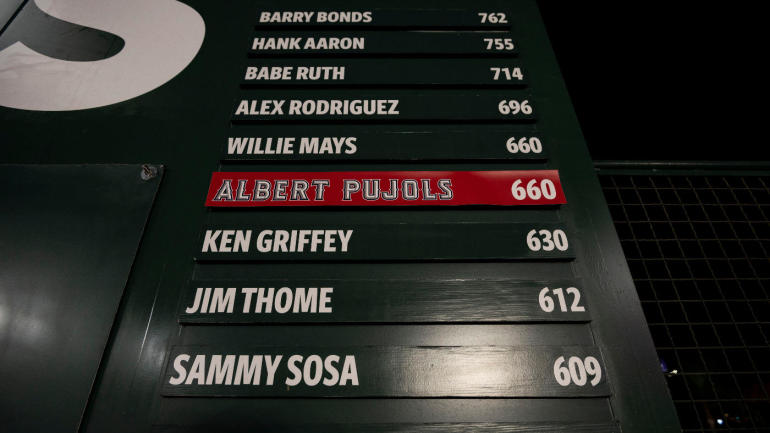 BARRY BONDS 762
HANK AARON 755
BABE RUTH 714
ALEX RODRIGUEZ 696
WILLIE MAYS 660
ALBERT PUJOLS 660
KEN GRIFFEY 630
JIM THOME 612
SAMMY SOSA 609